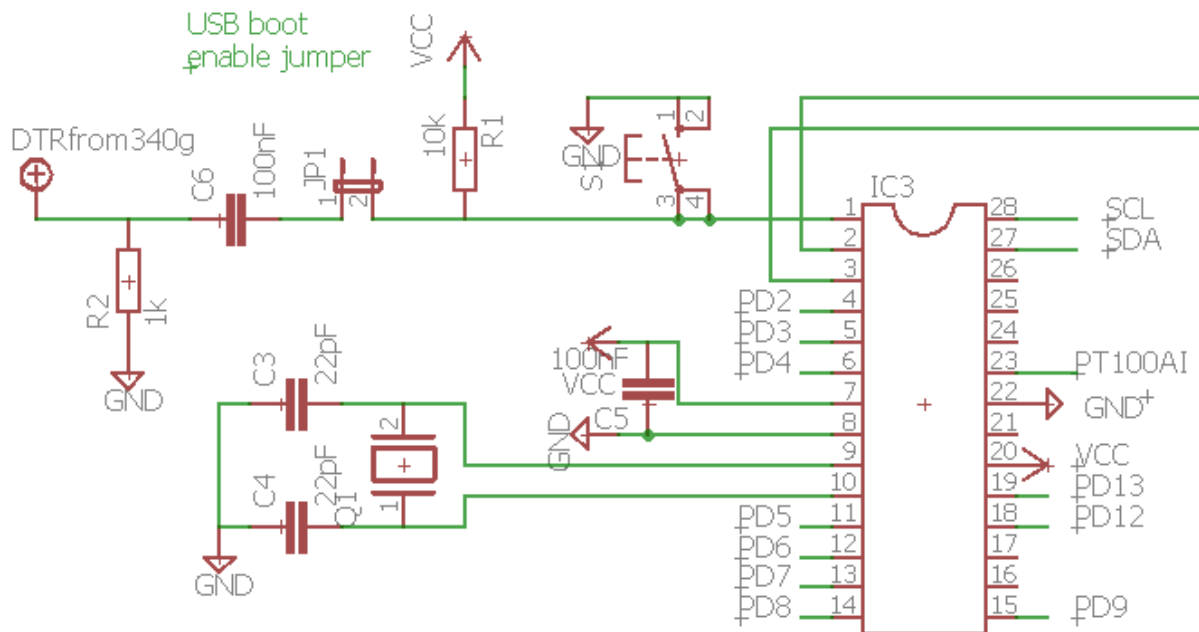 USB boot
enable jumper
VCC
DTRfrom340g
C6
100nF
JP1
1
2
10k
R1
GND
S1
1
2
3
4
R2
1k
GND
IC3
1
2
3
4
5
6
7
8
9
10
11
12
13
14
28
27
26
25
24
23
22
21
20
19
18
17
16
15
SCL
SDA
PD2
PD3
PD4
PT100AI
GND
VCC
PD13
PD12
PD5
PD6
PD7
PD8
PD9
100nF
VCC
C5
GND
C3
22pF
C4
22pF
Q1
2
1
GND